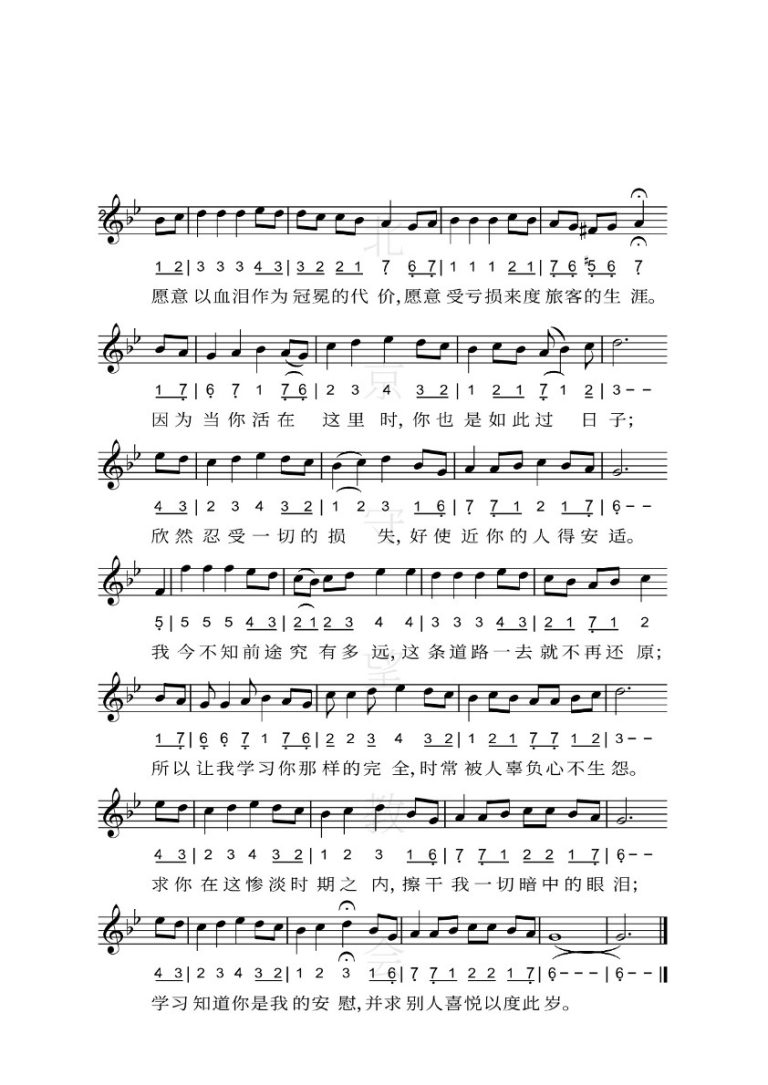 2
1 2 | 3 3 3 4 3 | 3 2 2 1 7 6 7 | 1 1 1 2 1 | 7 6 #5 6 7
愿意以血泪作为冠冕的代价,愿意受亏损来度旅客的生涯。
1 7 | 6 7 1 7 6 | 2 3 4 3 2 | 1 2 1 7 1 2 | 3 - -
因为当你活在 这里时,你也是如此过 日子;
4 3 | 2 3 4 3 2 | 1 2 3 1 6 | 7 7 1 2 1 7 | 6 - -
欣然忍受一切的损 失,好使近你的人得安适。
5 | 5 5 5 4 3 | 2 1 2 3 4 4 | 3 3 3 4 3 | 2 1 7 1 2
我今不知前途究有多远,这条道路一去就不再还原;
1 7 | 6 6 7 1 7 6 | 2 2 3 4 3 2 | 1 2 1 7 7 1 2 | 3 - -
所以让我学习你那样的完全,时常被人辜负心不生怨。
4 3 | 2 3 4 3 2 | 1 2 3 1 6 | 7 7 1 2 2 1 7 | 6 - -
求你在这惨淡时期之内,擦干我一切暗中的眼泪;
4 3 | 2 3 4 3 2 | 1 2 3 1 6 | 7 7 1 2 2 1 7 | 6 - - - | 6 - -
学习知道你是我的安慰,并求别人喜悦以度此岁。
北京守望教会